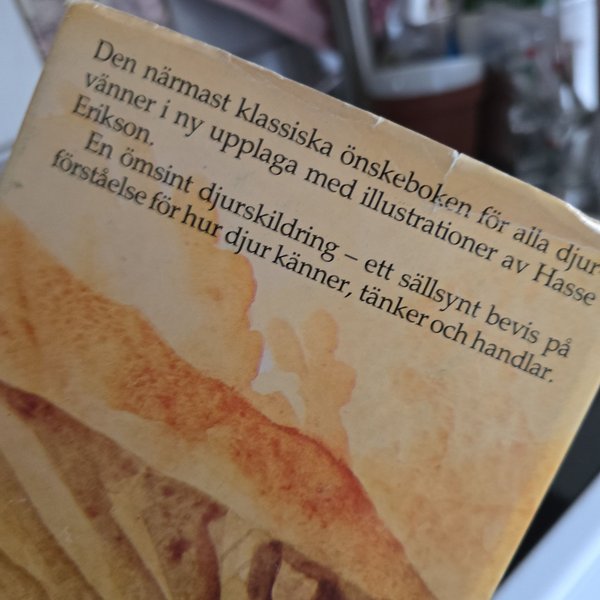 Den närmast klassiska önskeboken för alla djur-
vänner i ny upplaga med illustrationer av Hasse
Erikson.
En ömsint djurskildring – ett sällsynt bevis på
förståelse för hur djur känner, tänker och handlar.